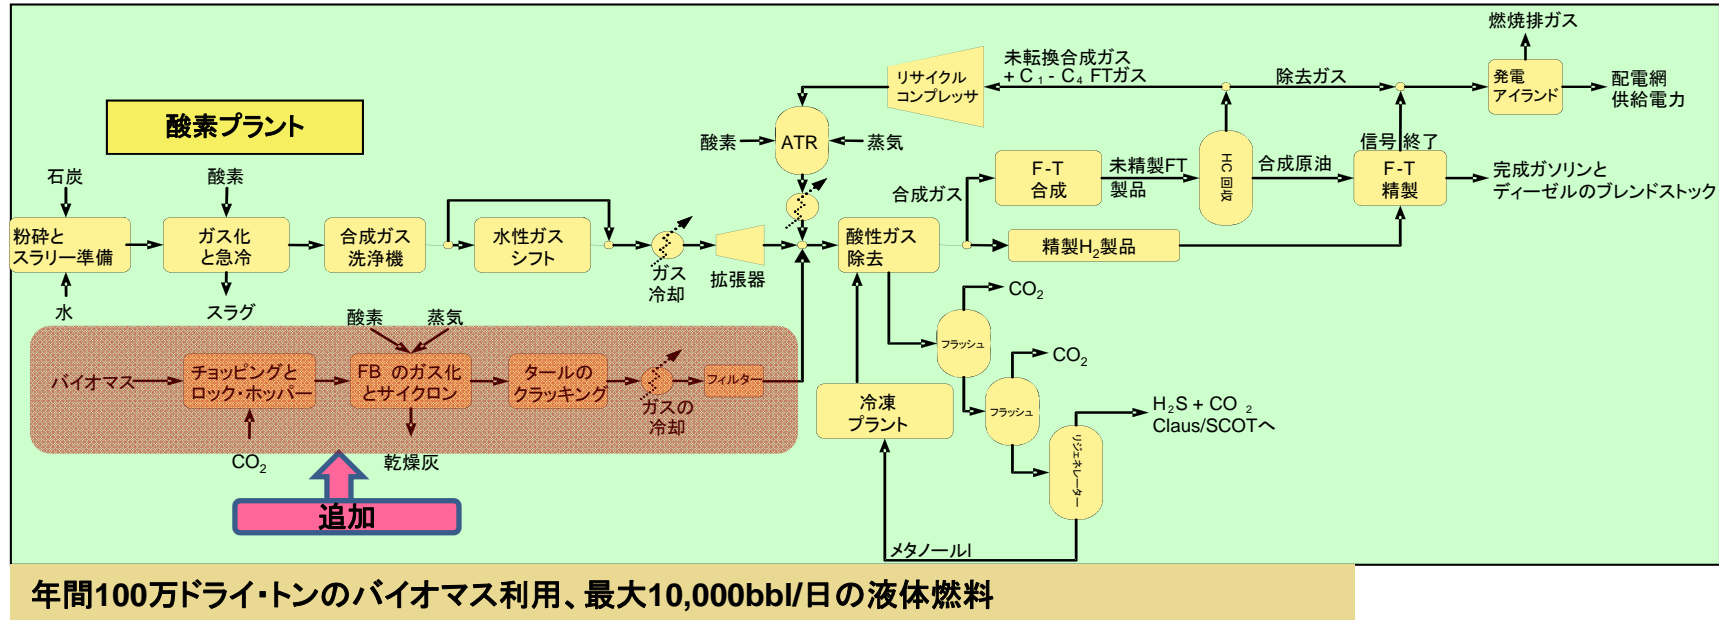 燃焼排ガス
未転換合成ガス
+ C₁ - C₄ FTガス
除去ガス
リサイクル
コンプレッサ
発電
アイランド
配電網
供給電力
酸素プラント
酸素
ATR
蒸気
信号終了
石炭
酸素
合成ガス
F-T
合成
未精製FT
製品
HC回収
合成原油
F-T
精製
完成ガソリンと
ディーゼルのブレンドストック
粉砕と
スラリー準備
ガス化
と急冷
合成ガス
洗浄機
水性ガス
シフト
ガス
冷却
拡張器
酸性ガス
除去
精製H₂製品
水
スラグ
CO₂
酸素
蒸気
フラッシュ
CO₂
バイオマス
チョッピングと
ロック・ホッパー
FB のガス化
とサイクロン
タールの
クラッキング
ガスの
冷却
フィルター
冷凍
プラント
フラッシュ
H₂S + CO ₂
Claus/SCOTへ
リジェネレーター
CO₂
乾燥灰
追加
メタノールl
年間100万ドライ・トンのバイオマス利用、最大10,000bbl/日の液体燃料